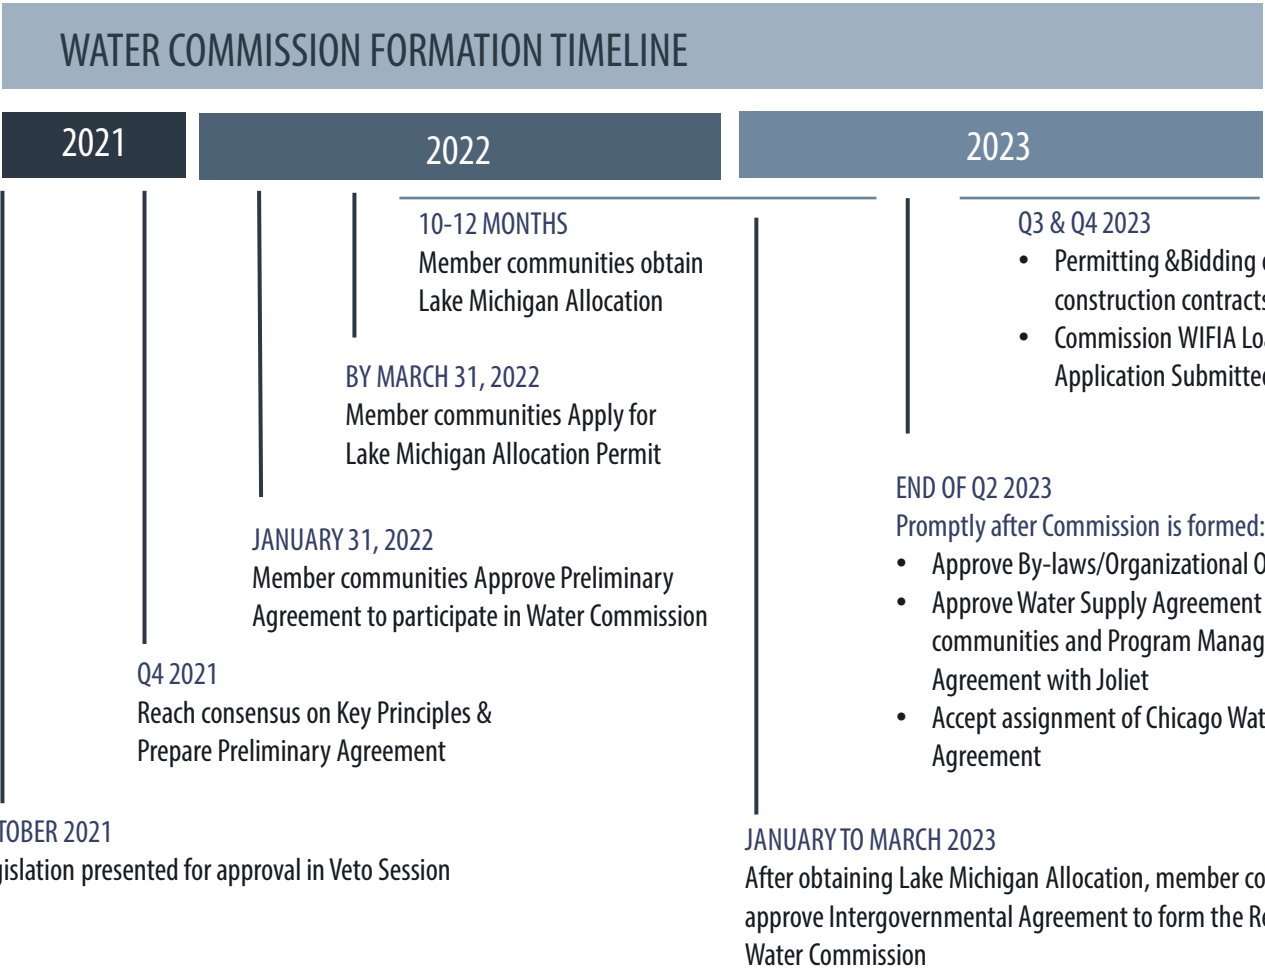 WATER COMMISSION FORMATION TIMELINE
2021
2022
2023
10-12 MONTHS
Member communities obtain
Lake Michigan Allocation
BY MARCH 31, 2022
Member communities Apply for
Lake Michigan Allocation Permit
JANUARY 31, 2022
Member communities Approve Preliminary
Agreement to participate in Water Commission
Q4 2021
Reach consensus on Key Principles &
Prepare Preliminary Agreement
TOBER 2021
gislation presented for approval in Veto Session
Q3 & Q4 2023
• Permitting &Bidding
construction contracts
• Commission WIFIA
Application Submitted
END OF Q2 2023
Promptly after Commission is formed:
• Approve By-laws/Organizational
• Approve Water Supply Agreement
communities and Program
Agreement with Joliet
• Accept assignment of Chicago
Agreement
JANUARY TO MARCH 2023
After obtaining Lake Michigan Allocation, member
approve Intergovernmental Agreement to form the
Water Commission